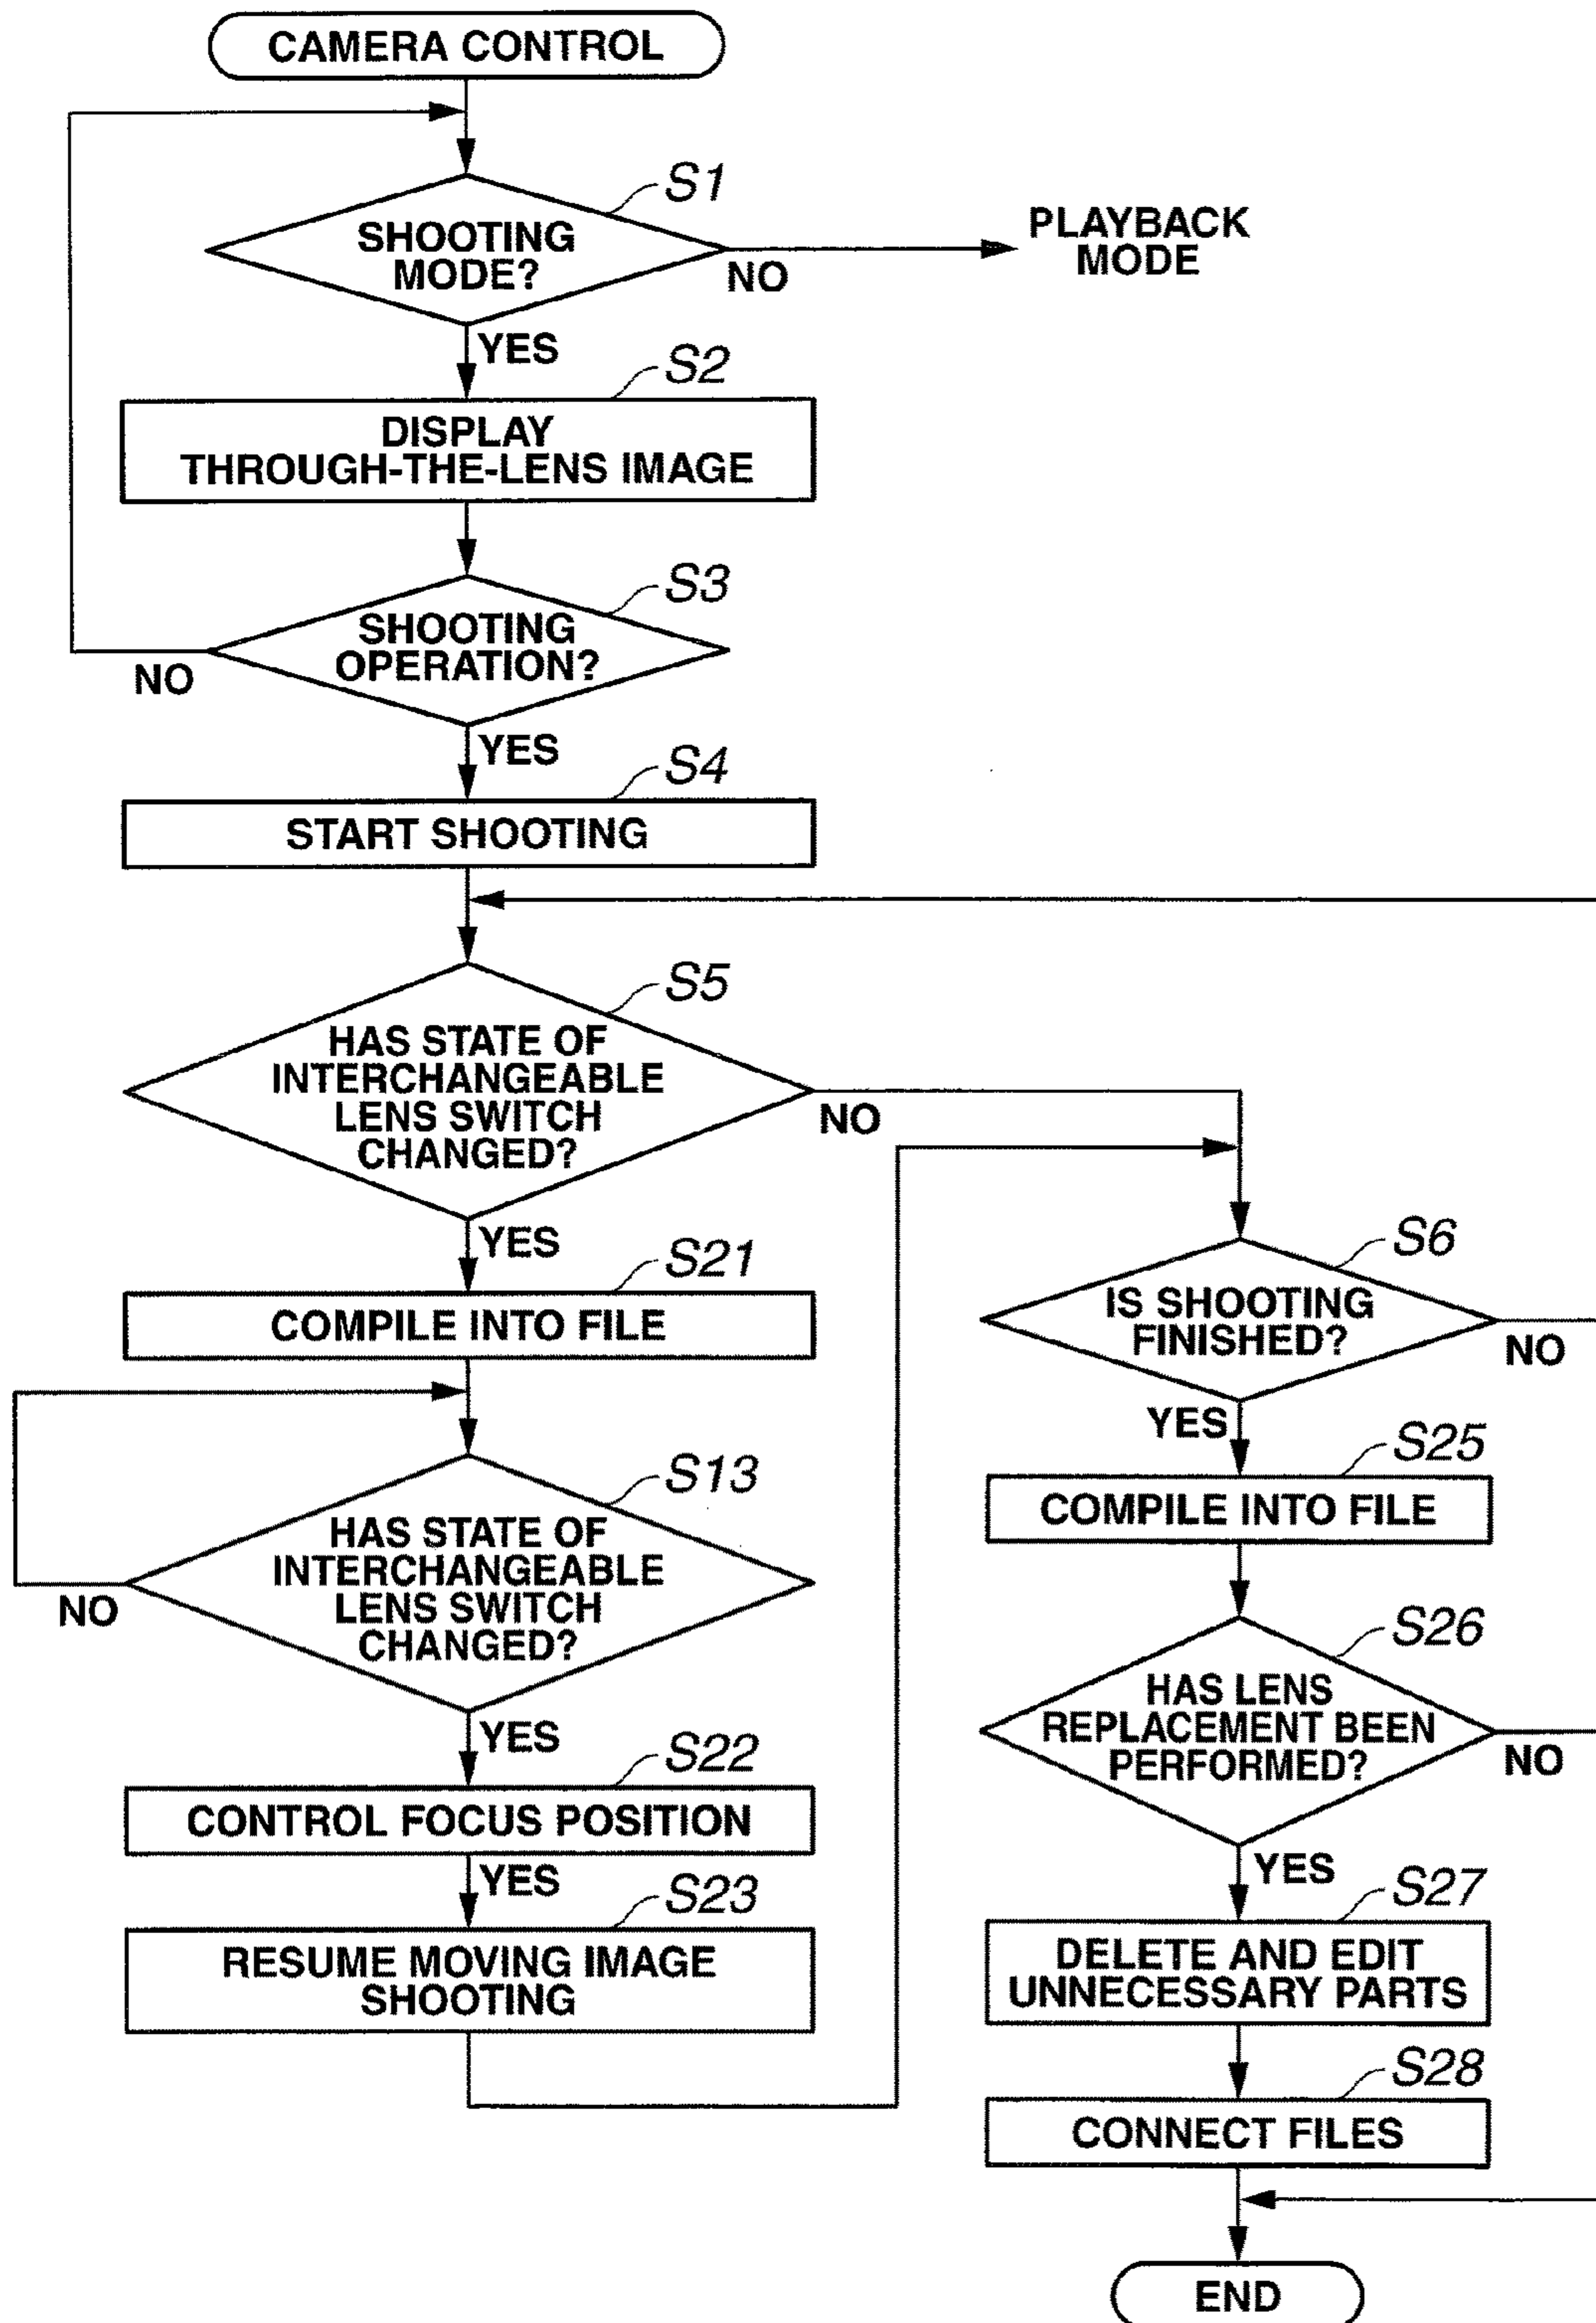 CAMERA CONTROL
S1
SHOOTING
MODE?
NO
PLAYBACK
MODE
YES
S2
DISPLAY
THROUGH-THE-LENS IMAGE
S3
SHOOTING
OPERATION?
NO
YES
S4
START SHOOTING
S5
HAS STATE OF
INTERCHANGEABLE
LENS SWITCH
CHANGED?
NO
YES
S21
COMPILE INTO FILE
S13
HAS STATE OF
INTERCHANGEABLE
LENS SWITCH
CHANGED?
NO
YES
S22
CONTROL FOCUS POSITION
YES
S23
RESUME MOVING IMAGE
SHOOTING
S6
IS SHOOTING
FINISHED?
NO
YES
S25
COMPILE INTO FILE
S26
HAS LENS
REPLACEMENT BEEN
PERFORMED?
NO
YES
S27
DELETE AND EDIT
UNNECESSARY PARTS
S28
CONNECT FILES
END